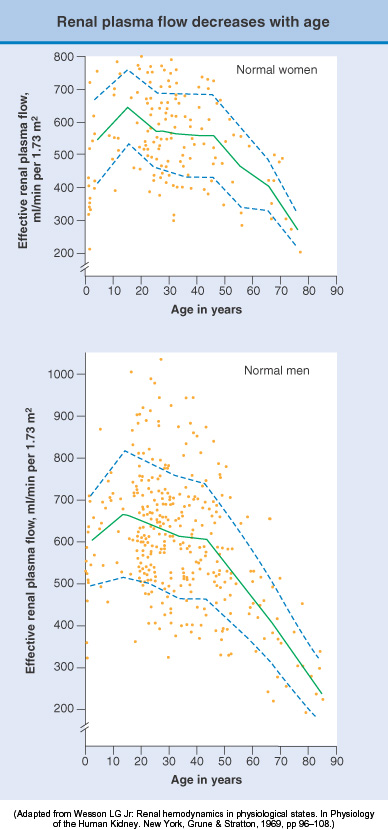 Renal plasma flow decreases with age
Normal women
Effective renal plasma flow,
ml/min per 1.73 m²
800
700
600
500
400
300
200
0 10 20 30 40 50 60 70 80 90
Age in years
Normal men
Effective renal plasma flow, ml/min per 1.73 m²
1000
900
800
700
600
500
400
300
200
0 10 20 30 40 50 60 70 80 90
Age in years
(Adapted from Wesson LG Jr: Renal hemodynamics in physiological states. In Physiology
of the Human Kidney. New York, Grune & Stratton, 1969, pp 96–108.)